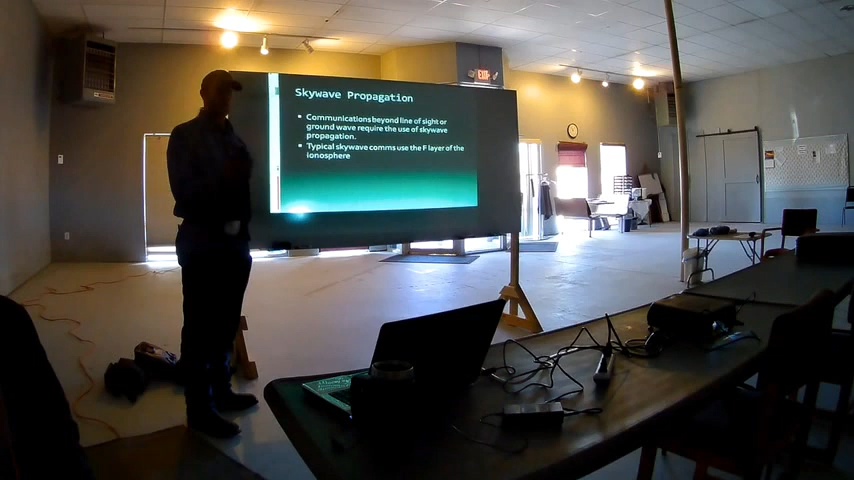 EXIT
Skywave Propagation
▪ Communications beyond line of sight or
ground wave require the use of skywave
propagation.
▪ Typical skywave comms use the F layer of the
ionosphere